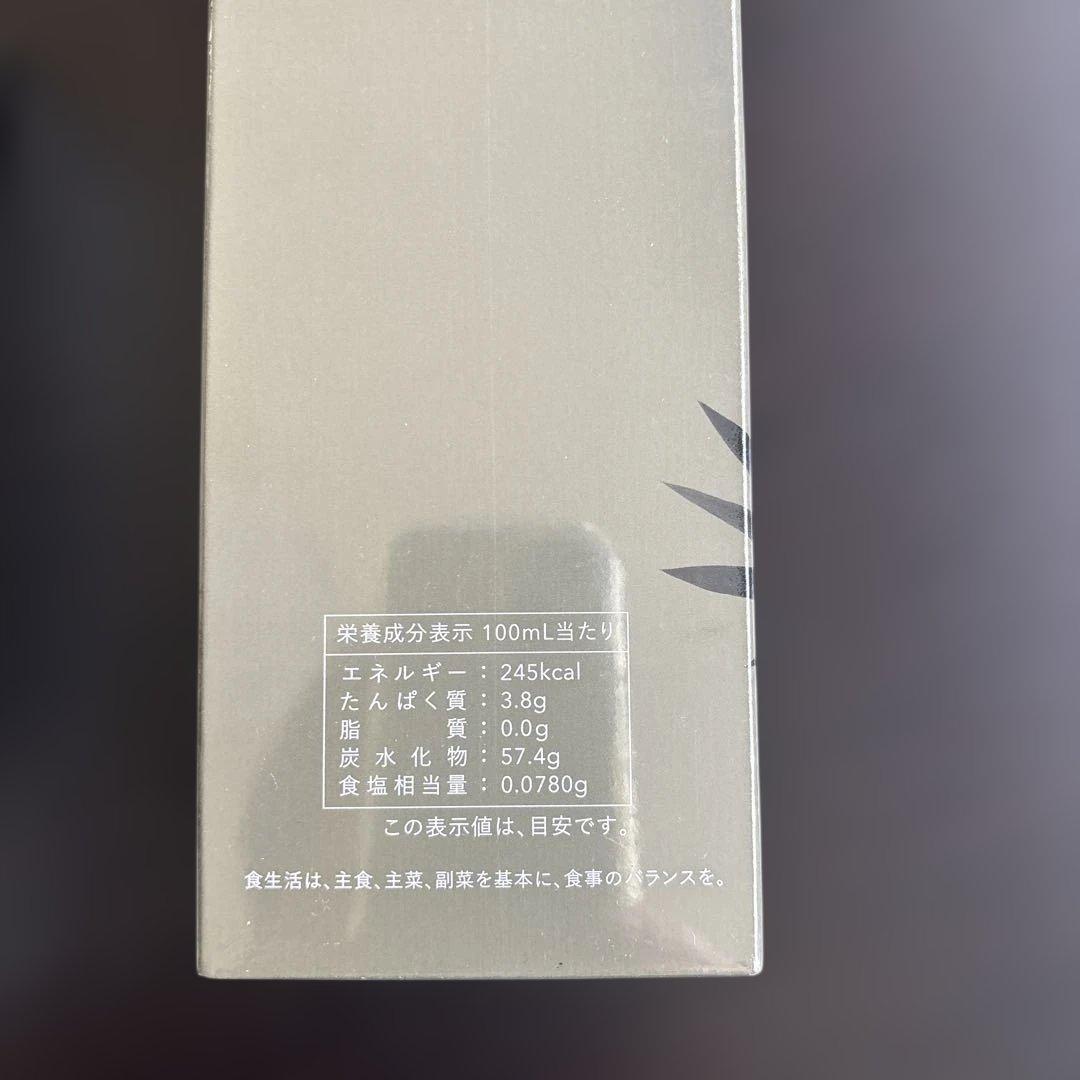 栄養成分表示 100mL当たり
エネルギー：245kcal
たんぱく質：3.8g
脂質：0.0g
炭水化物：57.4g
食塩相当量：0.0780g
この表示値は、目安です。
食生活は、主食、主菜、副菜を基本に、食事のバランスを。